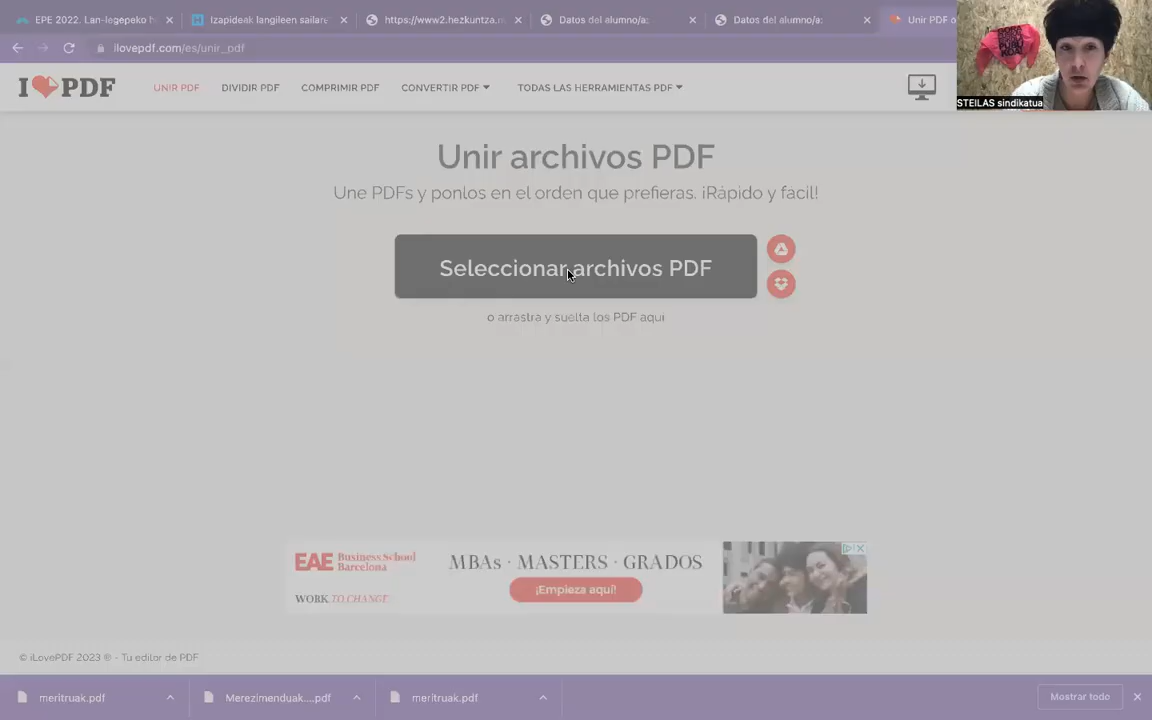 EPE 2022. Lan-legepeko h
Izapideak langileen sailare
https://www2.hezkuntza.n
Datos del alumno/a:
Datos del alumno/a:
Unir PDF o
ilovepdf.com/es/unir_pdf
I PDF
UNIR PDF
DIVIDIR PDF
COMPRIMIR PDF
CONVERTIR PDF
TODAS LAS HERRAMIENTAS PDF
STEILAS sindikatua
Unir archivos PDF
Une PDFs y ponlos en el orden que prefieras. ¡Rápido y facil!
Seleccionar archivos PDF
o arrastra y suelta los PDF aquí
EAE Business School Barcelona
WORK TO CHANGE
MBAs · MASTERS · GRADOS
¡Empieza aquí!
© iLovePDF 2023 ® - Tu editor de PDF
meritruak.pdf
Merezimenduak....pdf
meritruak.pdf
Mostrar todo